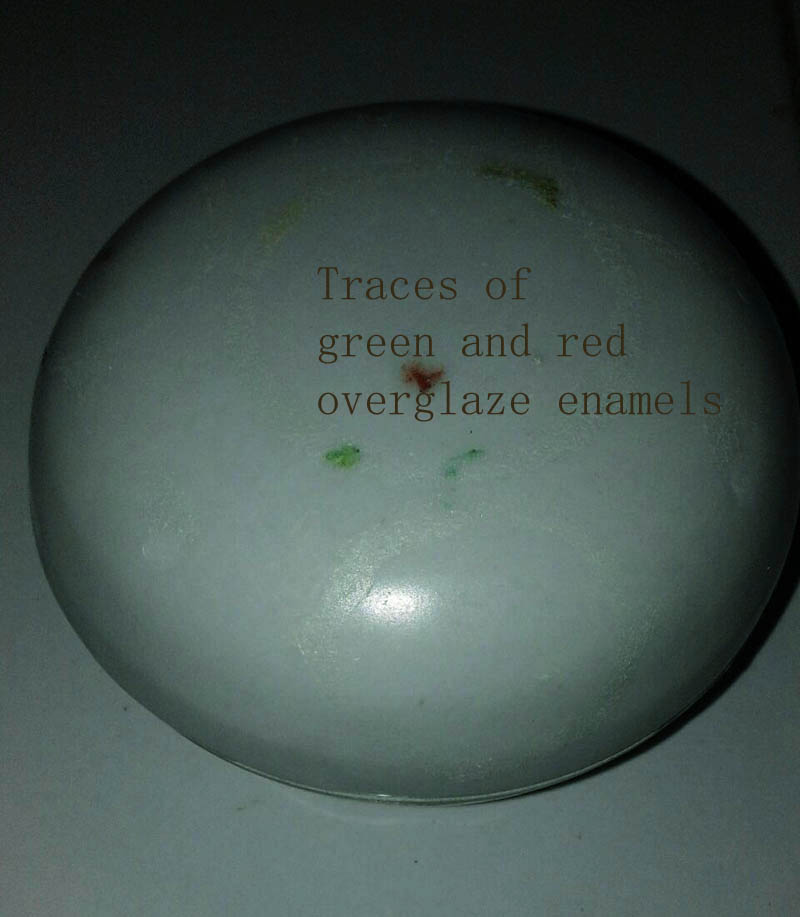 Traces of
green and red
overglaze enamels